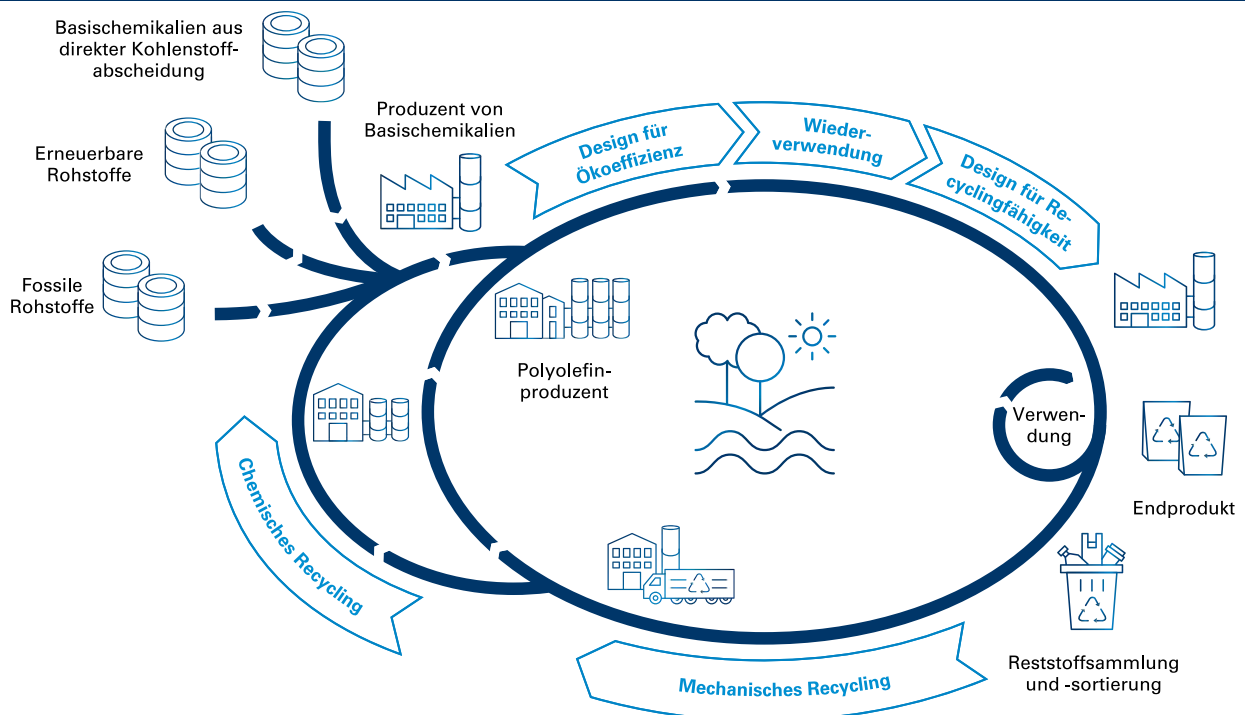 Basischemikalien aus
direkter Kohlenstoff-
abscheidung
Erneuerbare
Rohstoffe
Fossile
Rohstoffe
Produzent von
Basischemikalien
Design für
Ökoeffizienz
Wieder-
verwendung
Design für Re-
cyclingfähigkeit
Polyolefin-
produzent
Verwen-
dung
Endprodukt
Reststoffsammlung
und -sortierung
Mechanisches Recycling
Chemisches Recycling